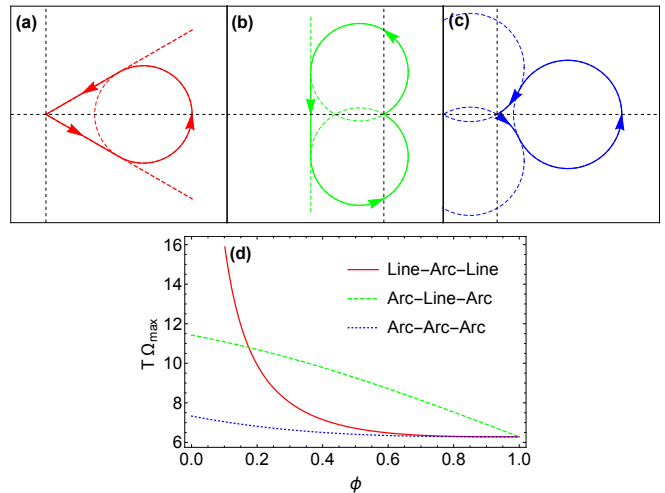 (a) (b) (c)
(d)
16
14
12
10
8
6
T Ω_max
Line-Arc-Line
Arc-Line-Arc
Arc-Arc-Arc
0.0 0.2 0.4 0.6 0.8 1.0
ϕ